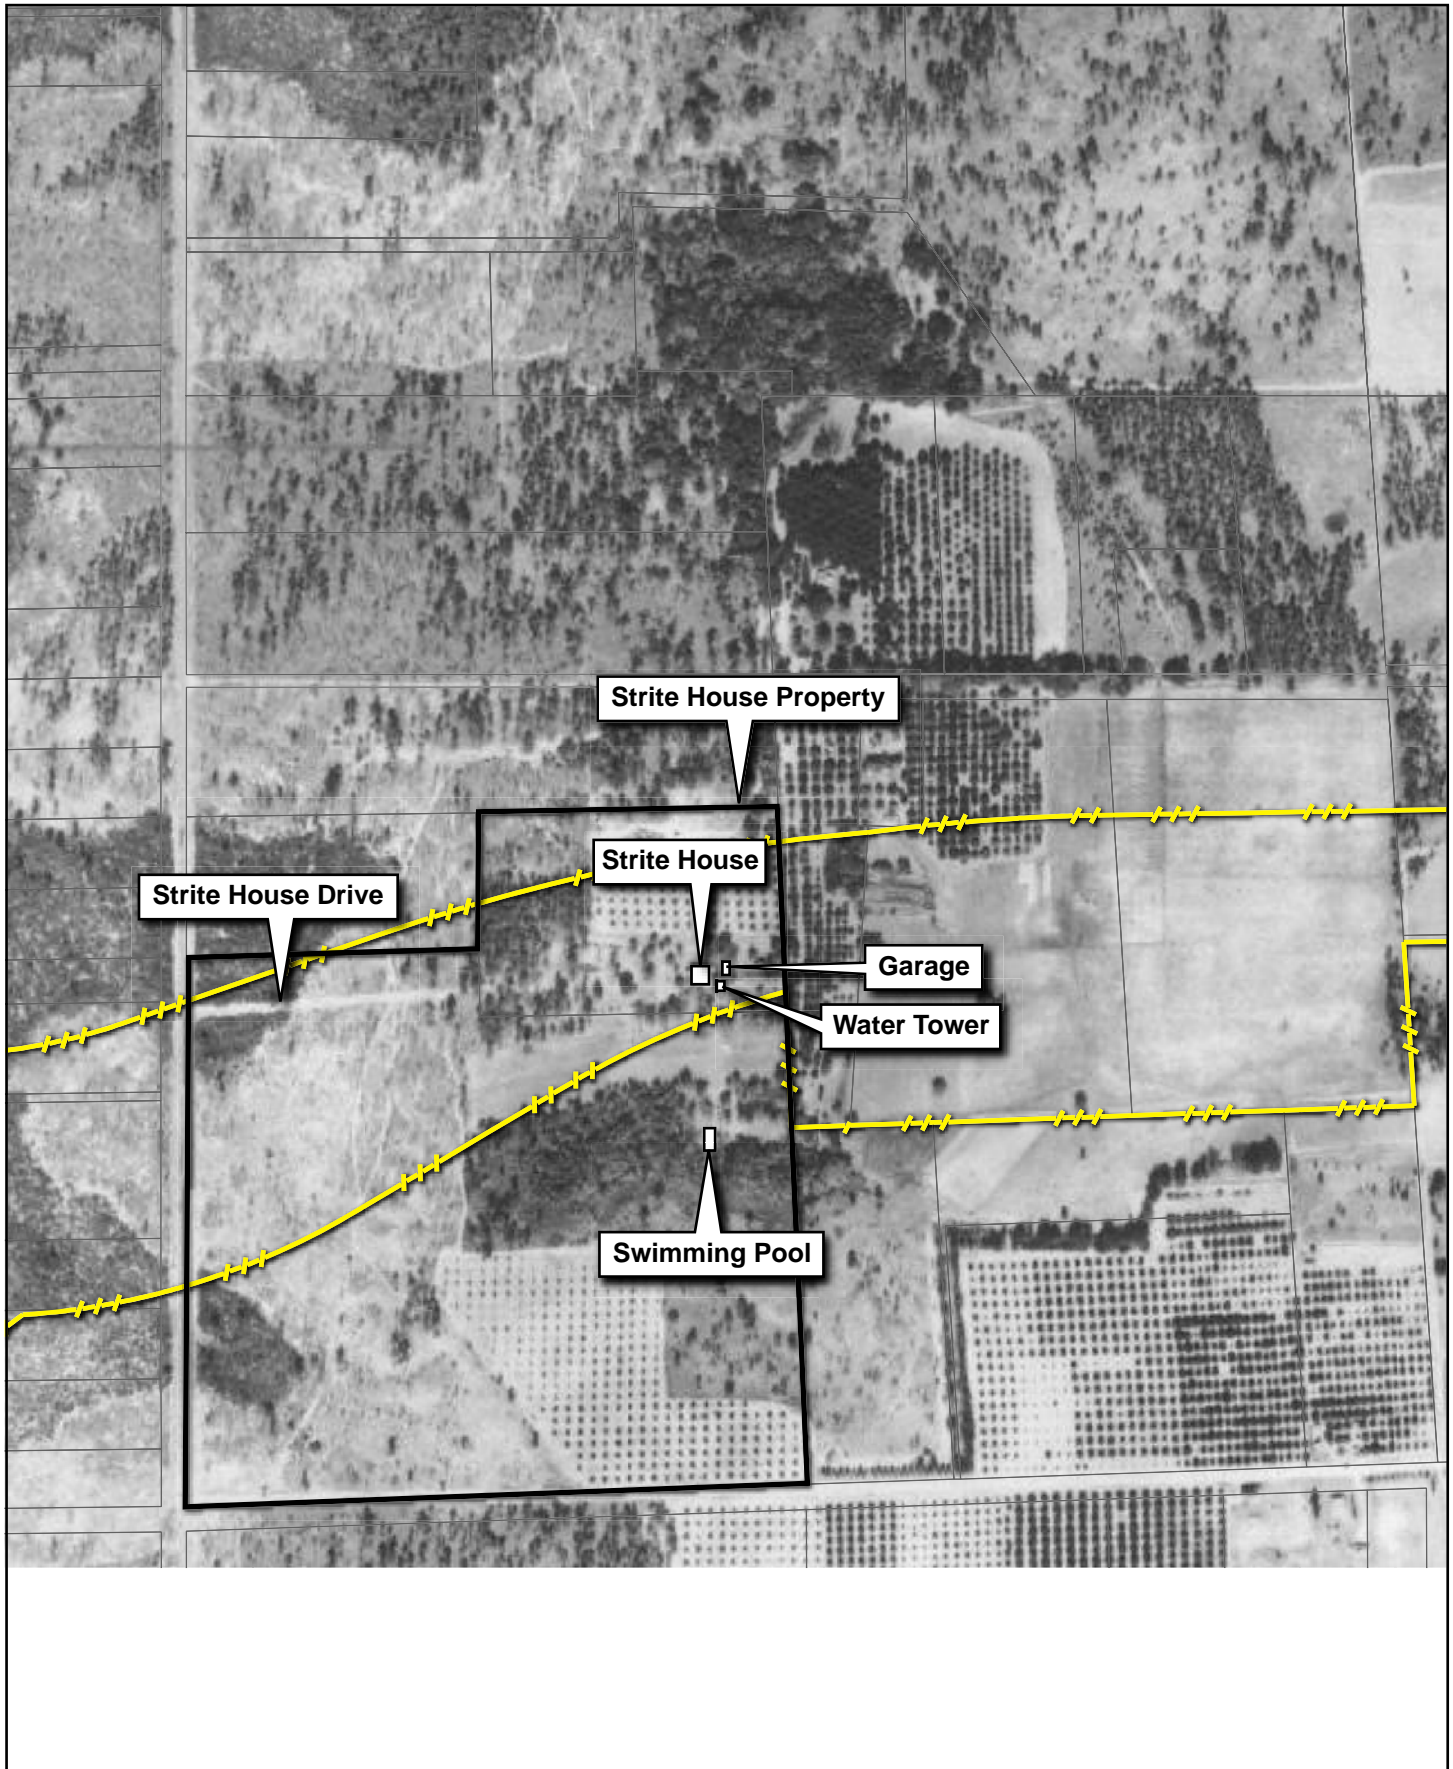 Strite House Property
Strite House
Strite House Drive
Garage
Water Tower
Swimming Pool